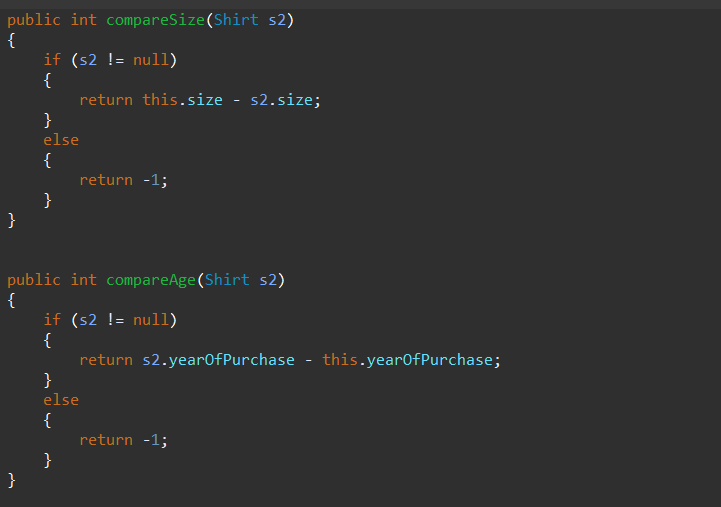 public int compareSize(Shirt s2)
{
    if (s2 != null)
    {
        return this.size - s2.size;
    }
    else
    {
        return -1;
    }
}
public int compareAge(Shirt s2)
{
    if (s2 != null)
    {
        return s2.yearOfPurchase - this.yearOfPurchase;
    }
    else
    {
        return -1;
    }
}